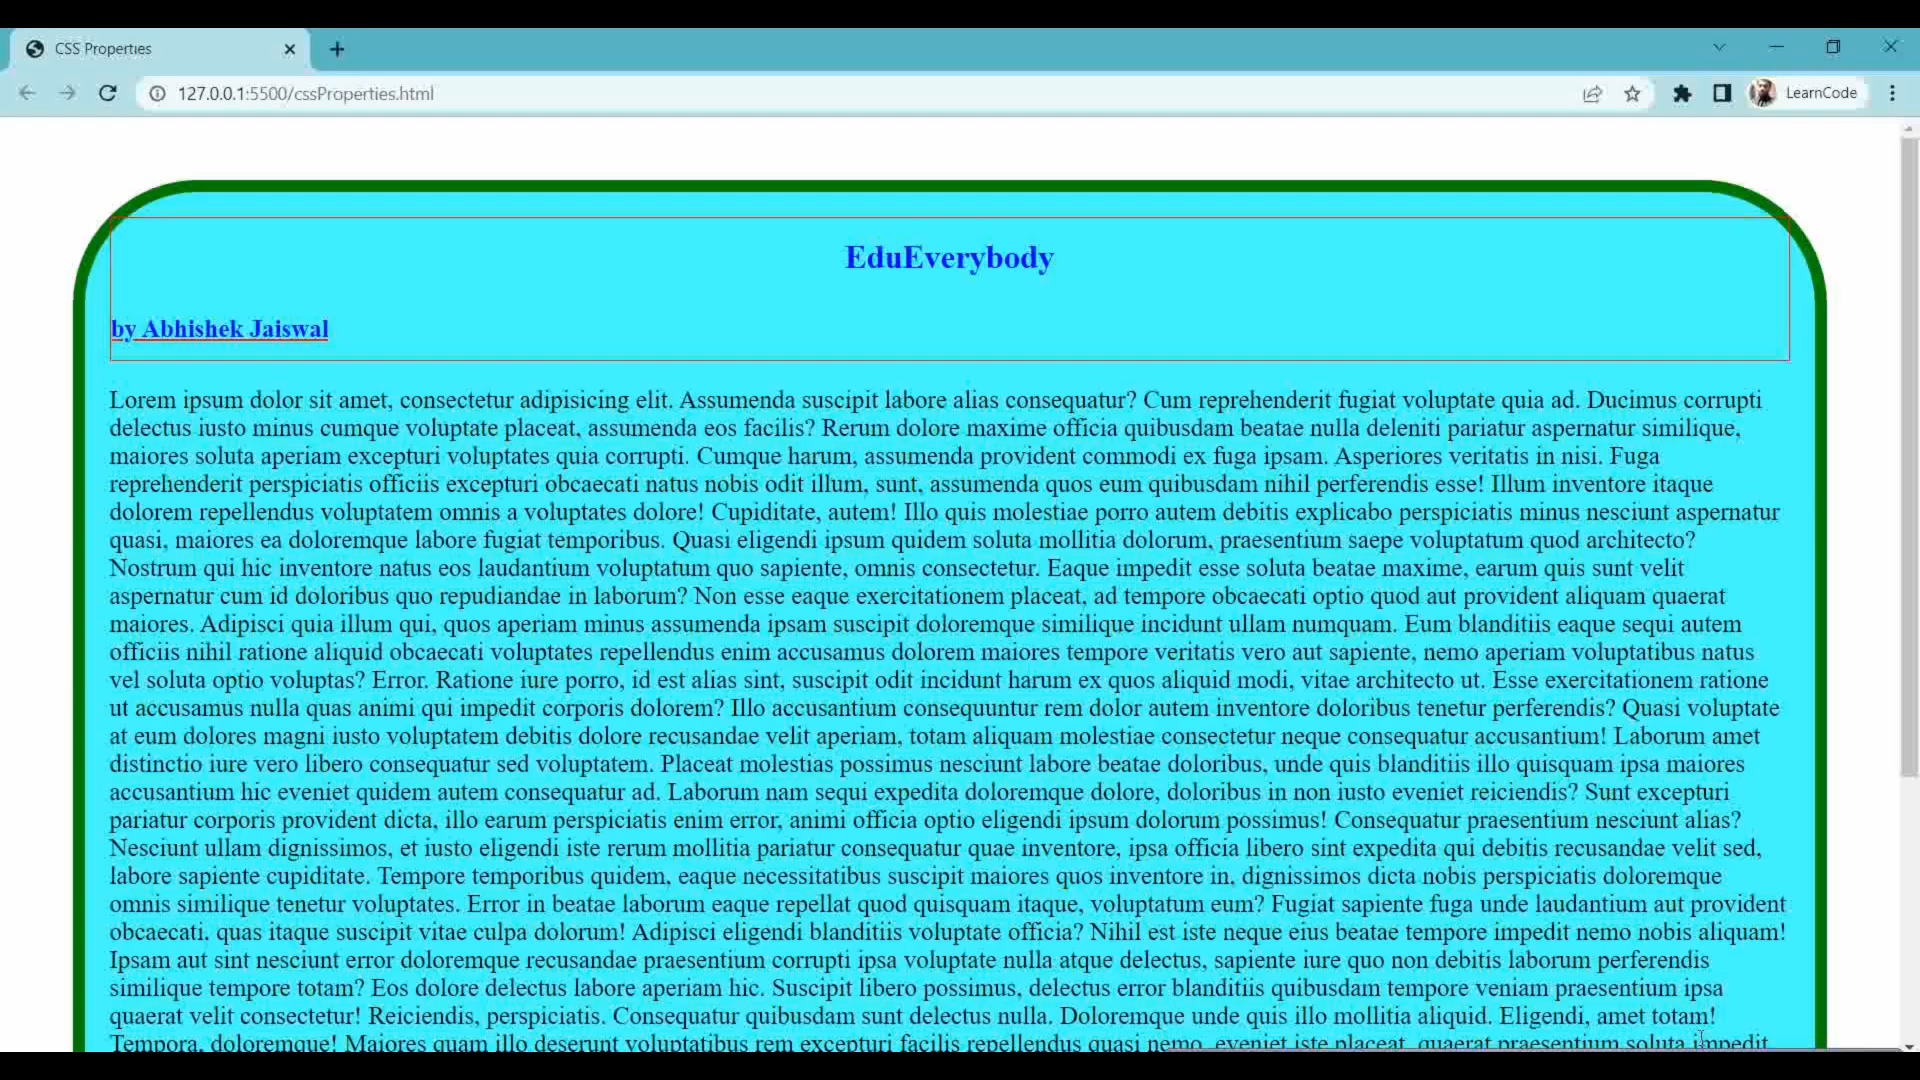 CSS Properties
127.0.0.1:5500/cssProperties.html
LearnCode
EduEverybody
by Abhishek Jaiswal
Lorem ipsum dolor sit amet, consectetur adipisicing elit. Assumenda suscipit labore alias consequatur? Cum reprehenderit fugiat voluptate quia ad. Ducimus corrupti
delectus iusto minus cumque voluptate placeat, assumenda eos facilis? Rerum dolore maxime officia quibusdam beatae nulla deleniti pariatur aspernatur similique,
maiores soluta aperiam excepturi voluptates quia corrupti. Cumque harum, assumenda provident commodi ex fuga ipsam. Asperiores veritatis in nisi. Fuga
reprehenderit perspiciatis officiis excepturi obcaecati natus nobis odit illum, sunt, assumenda quos eum quibusdam nihil perferendis esse! Illum inventore itaque
dolorem repellendus voluptatem omnis a voluptates dolore! Cupiditate, autem! Illo quis molestiae porro autem debitis explicabo perspiciatis minus nesciunt aspernatur
quasi, maiores ea doloremque labore fugiat temporibus. Quasi eligendi ipsum quidem soluta mollitia dolorum, praesentium saepe voluptatum quod architecto?
Nostrum qui hic inventore natus eos laudantium voluptatum quo sapiente, omnis consectetur. Eaque impedit esse soluta beatae maxime, earum quis sunt velit
aspernatur cum id doloribus quo repudiandae in laborum? Non esse eaque exercitationem placeat, ad tempore obcaecati optio quod aut provident aliquam quaerat
maiores. Adipisci quia illum qui, quos aperiam minus assumenda ipsam suscipit doloremque similique incidunt ullam numquam. Eum blanditiis eaque sequi autem
officiis nihil ratione aliquid obcaecati voluptates repellendus enim accusamus dolorem maiores tempore veritatis vero aut sapiente, nemo aperiam voluptatibus natus
vel soluta optio voluptas? Error. Ratione iure porro, id est alias sint, suscipit odit incidunt harum ex quos aliquid modi, vitae architecto ut. Esse exercitationem ratione
ut accusamus nulla quas animi qui impedit corporis dolorem? Illo accusantium consequuntur rem dolor autem inventore doloribus tenetur perferendis? Quasi voluptate
at eum dolores magni iusto voluptatem debitis dolore recusandae velit aperiam, totam aliquam molestiae consectetur neque consequatur accusantium! Laborum amet
distinctio iure vero libero consequatur sed voluptatem. Placeat molestias possimus nesciunt labore beatae doloribus, unde quis blanditiis illo quisquam ipsa maiores
accusantium hic eveniet quidem autem consequatur ad. Laborum nam sequi expedita doloremque dolore, doloribus in non iusto eveniet reiciendis? Sunt excepturi
pariatur corporis provident dicta, illo earum perspiciatis enim error, animi officia optio eligendi ipsum dolorum possimus! Consequatur praesentium nesciunt alias?
Nesciunt ullam dignissimos, et iusto eligendi iste rerum mollitia pariatur consequatur quae inventore, ipsa officia libero sint expedita qui debitis recusandae velit sed,
labore sapiente cupiditate. Tempore temporibus quidem, eaque necessitatibus suscipit maiores quos inventore in, dignissimos dicta nobis perspiciatis doloremque
omnis similique tenetur voluptates. Error in beatae laborum eaque repellat quod quisquam itaque, voluptatum eum? Fugiat sapiente fuga unde laudantium aut provident
obcaecati. quas itaque suscipit vitae culpa dolorum! Adipisci eligendi blanditiis voluptate officia? Nihil est iste neque eius beatae tempore impedit nemo nobis aliquam!
Ipsam aut sint nesciunt error doloremque recusandae praesentium corrupti ipsa voluptate nulla atque delectus, sapiente iure quo non debitis laborum perferendis
similique tempore totam? Eos dolore delectus labore aperiam hic. Suscipit libero possimus, delectus error blanditiis quibusdam tempore veniam praesentium ipsa
quaerat velit consectetur! Reiciendis, perspiciatis. Consequatur quibusdam sunt delectus nulla. Doloremque unde quis illo mollitia aliquid. Eligendi, amet totam!
Tempora, doloremque! Maiores quam illo deserunt voluptatibus rem excepturi facilis repellendus quasi nemo, eveniet iste placeat, quaerat praesentium soluta impedit